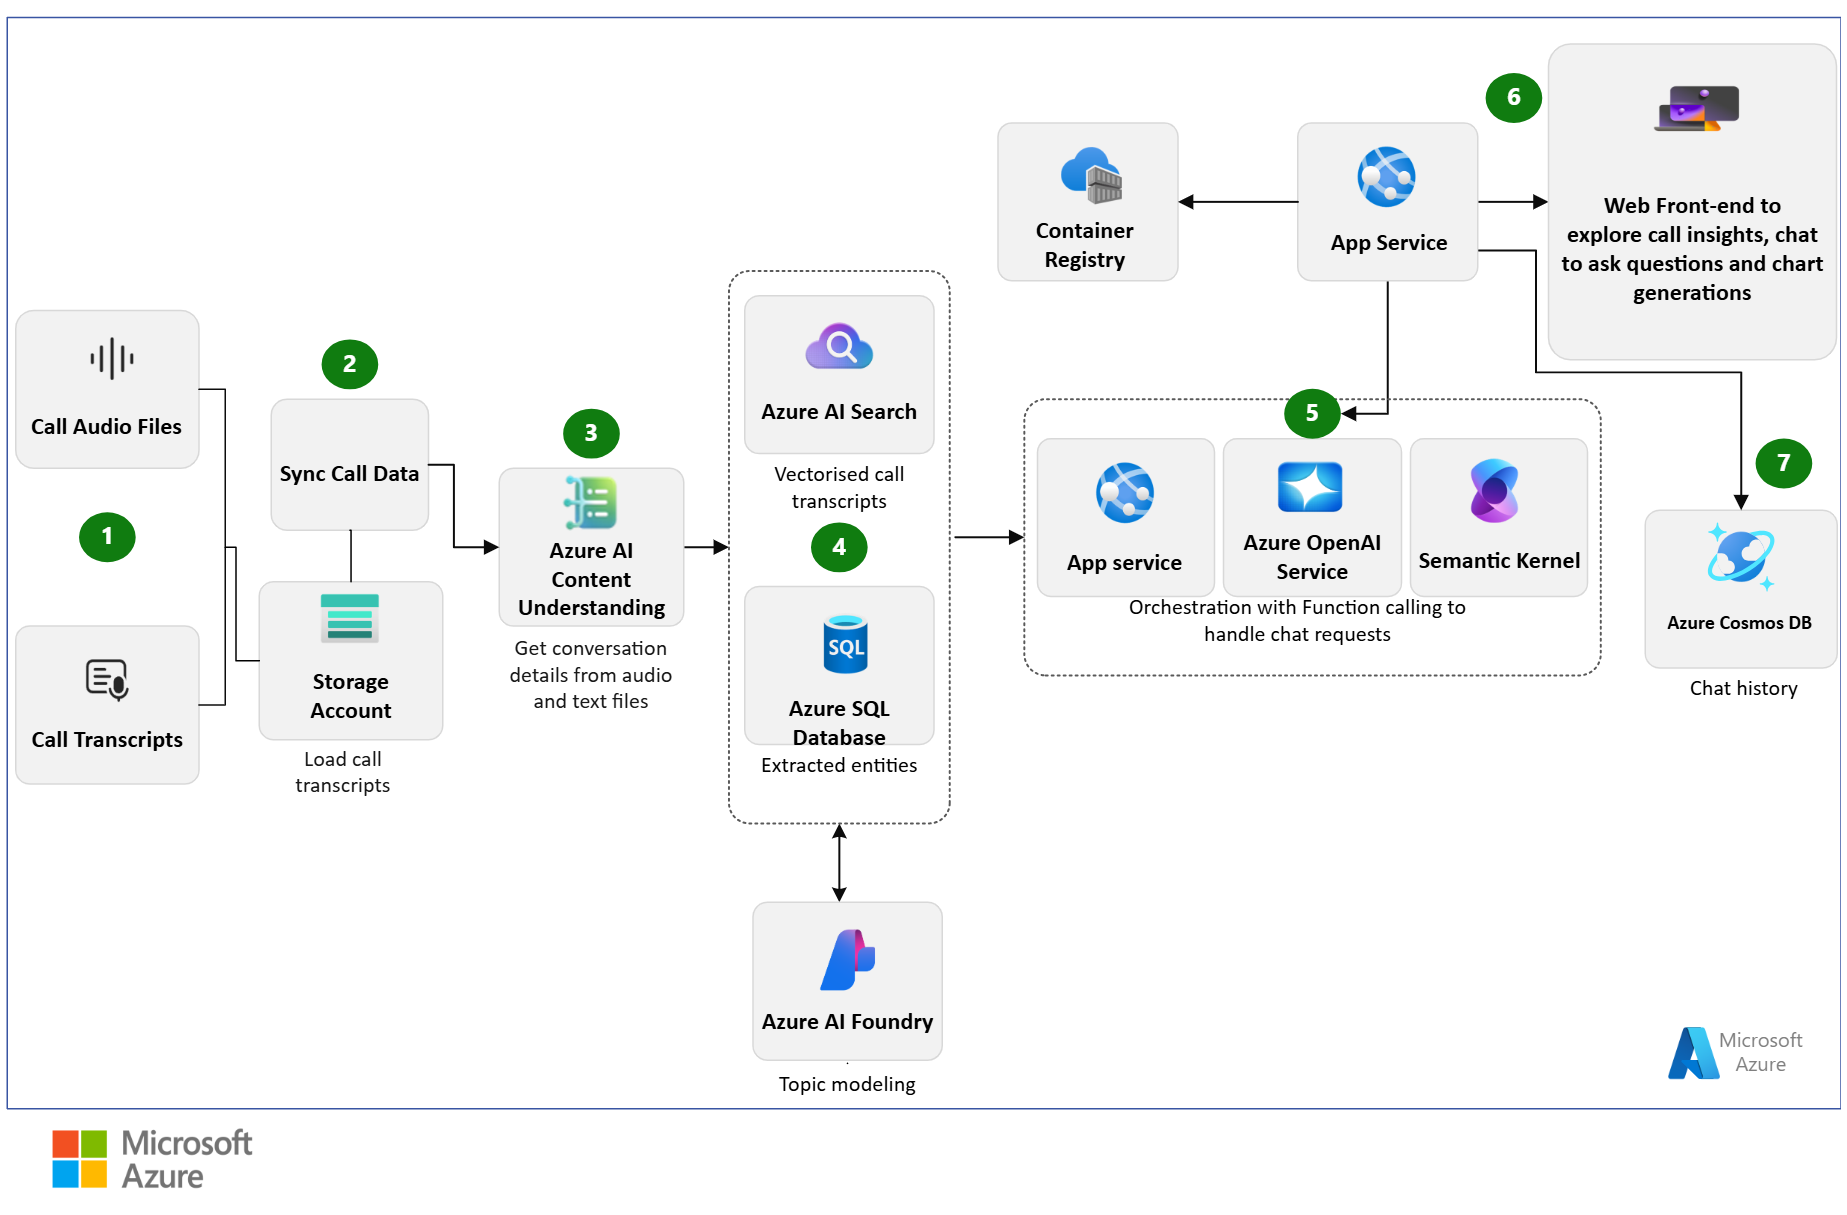 1
Call Audio Files
Call Transcripts
2
Sync Call Data
Storage
Account
Load call
transcripts
3
Azure AI
Content
Understanding
Get conversation
details from audio
and text files
Azure AI Search
Vectorised call
transcripts
4
SQL
Azure SQL
Database
Extracted entities
Azure AI Foundry
Topic modeling
Container
Registry
App Service
6
Web Front-end to
explore call insights, chat
to ask questions and chart
generations
5
App service
Azure OpenAI
Service
Semantic Kernel
Orchestration with Function calling to
handle chat requests
7
Azure Cosmos DB
Chat history
Microsoft
Azure
Microsoft
Azure